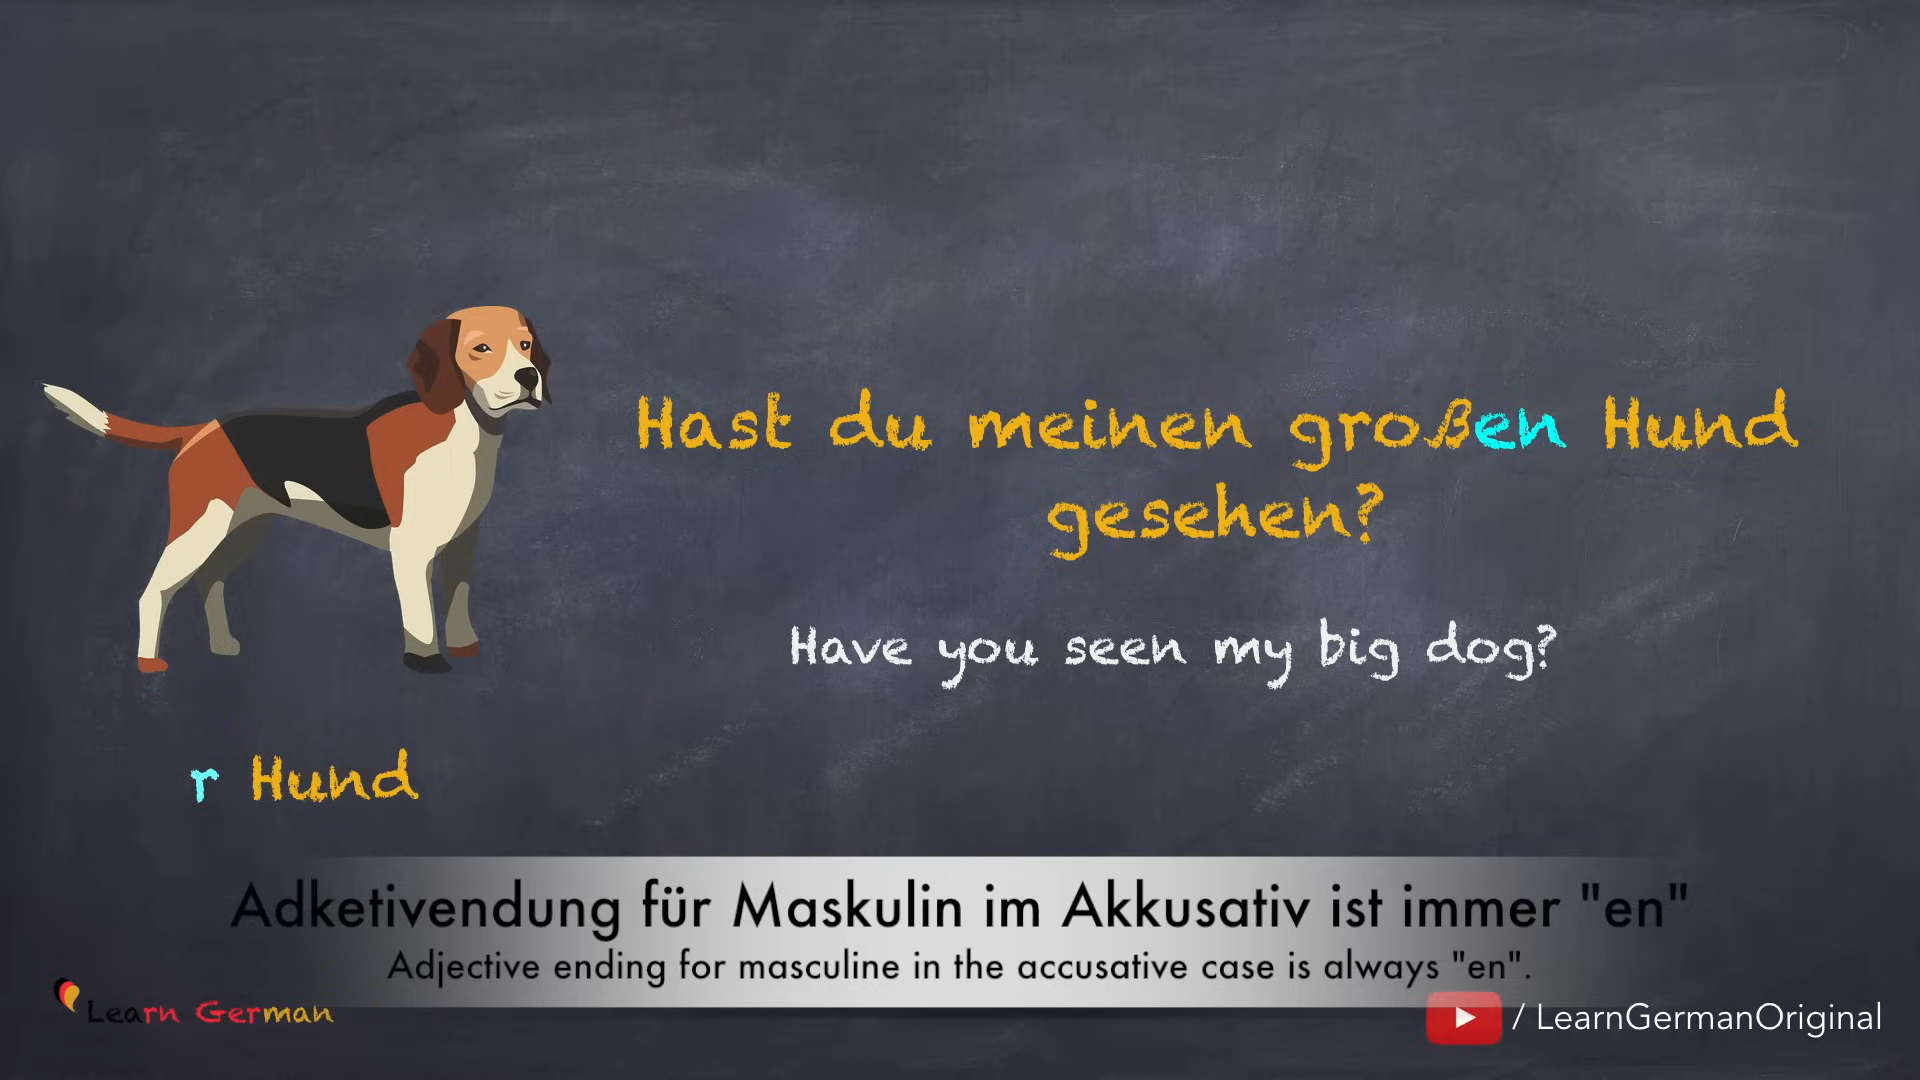 Hast du meinen großen Hund
gesehen?
Have you seen my big dog?
r Hund
Adketivendung für Maskulin im Akkusativ ist immer "en"
Adjective ending for masculine in the accusative case is always "en".
Learn German
/ LearnGermanOriginal